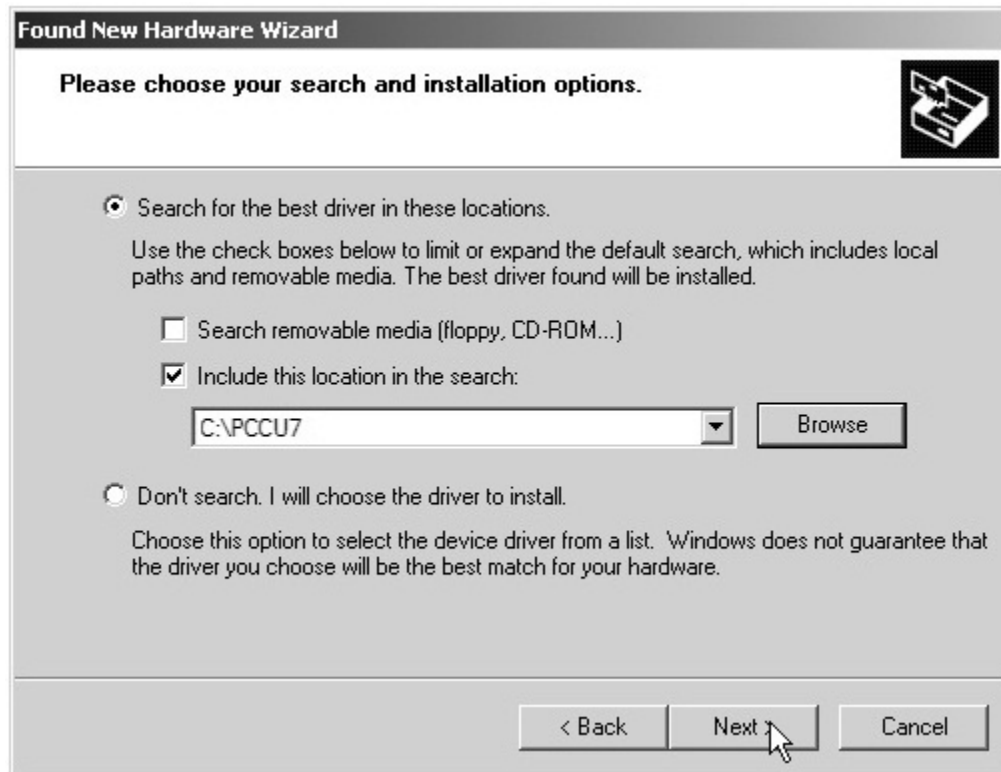 Found New Hardware Wizard
Please choose your search and installation options.
Search for the best driver in these locations.
Use the check boxes below to limit or expand the default search, which includes local
paths and removable media. The best driver found will be installed.
Search removable media (floppy, CD-ROM...)
Include this location in the search:
C:\PCCU7
Browse
Don't search. I will choose the driver to install.
Choose this option to select the device driver from a list. Windows does not guarantee that
the driver you choose will be the best match for your hardware.
< Back
Next >
Cancel